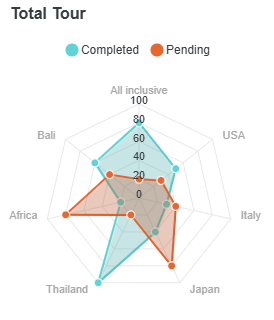 Total Tour
Completed Pending
All inclusive
100
80
60
40
20
0
USA
Italy
Japan
Thailand
Africa
Bali